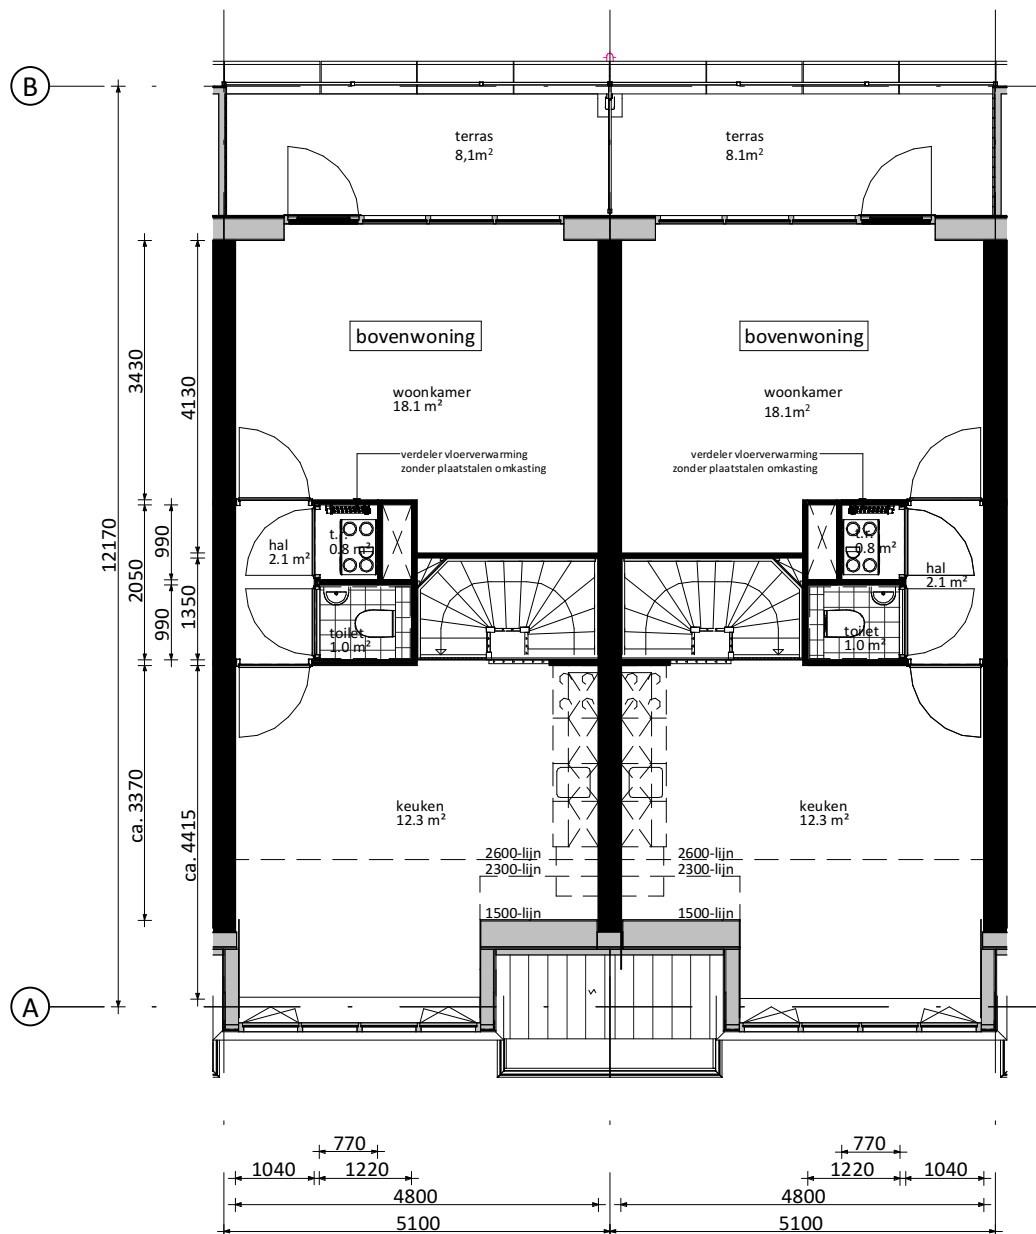 B
terras
8,1m²
terras
8.1m²
bovenwoning
bovenwoning
3430
4130
woonkamer
18.1 m²
woonkamer
18.1m²
verdeler vloerverwarming
zonder plaatstalen omkasting
verdeler vloerverwarming
zonder plaatstalen omkasting
12170
2050
990
990
1350
hal
2.1 m²
t.r.
0.8 m²
t.r.
0.8 m²
hal
2.1 m²
toilet
1.0 m²
toilet
1.0 m²
ca. 3370
ca. 4415
keuken
12.3 m²
keuken
12.3 m²
2600-lijn
2600-lijn
2300-lijn
2300-lijn
1500-lijn
1500-lijn
A
770
770
1040
1220
1220
1040
4800
4800
5100
5100